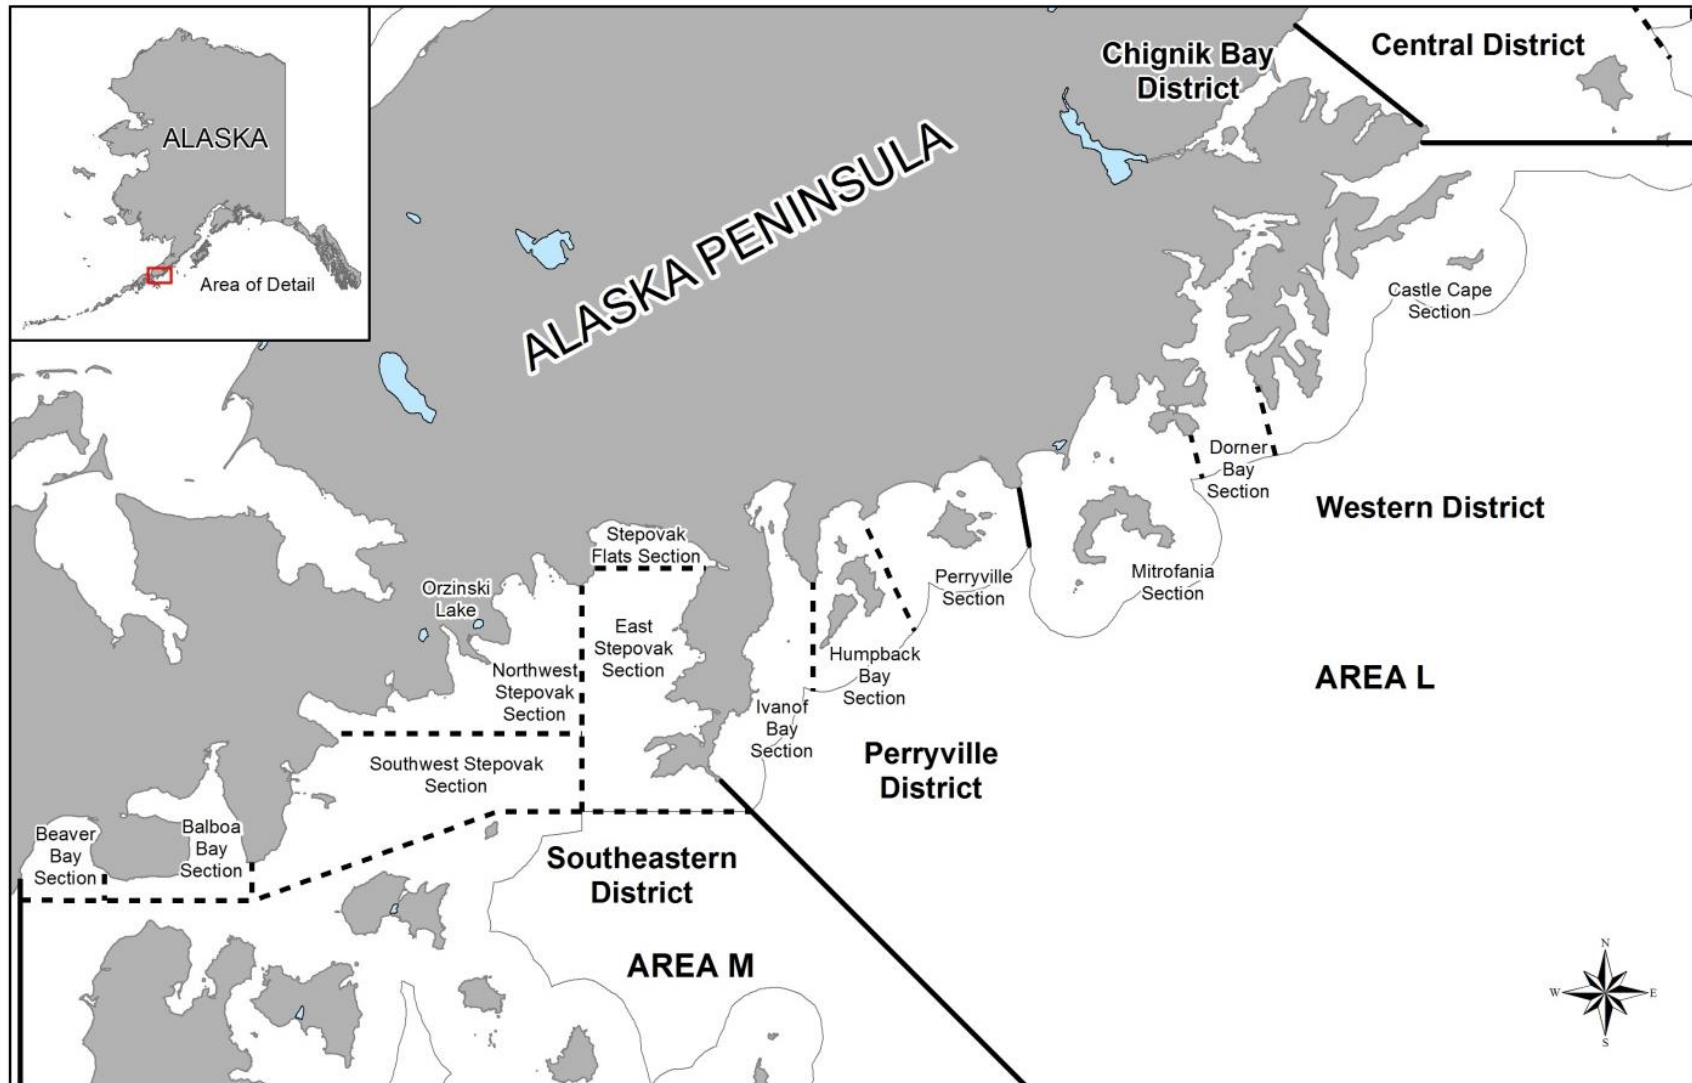 ALASKA
Area of Detail
ALASKA PENINSULA
Chignik Bay
District
Central District
Castle Cape
Section
Dorner
Bay
Section
Western District
Mitrofania
Section
AREA L
Perryville
Section
Humpback
Bay
Section
Ivanof
Bay
Section
Perryville
District
Stepovak
Flats Section
East
Stepovak
Section
Orzinski
Lake
Northwest
Stepovak
Section
Southwest Stepovak
Section
Balboa
Bay
Section
Beaver
Bay
Section
Southeastern
District
AREA M
N
W
E
S